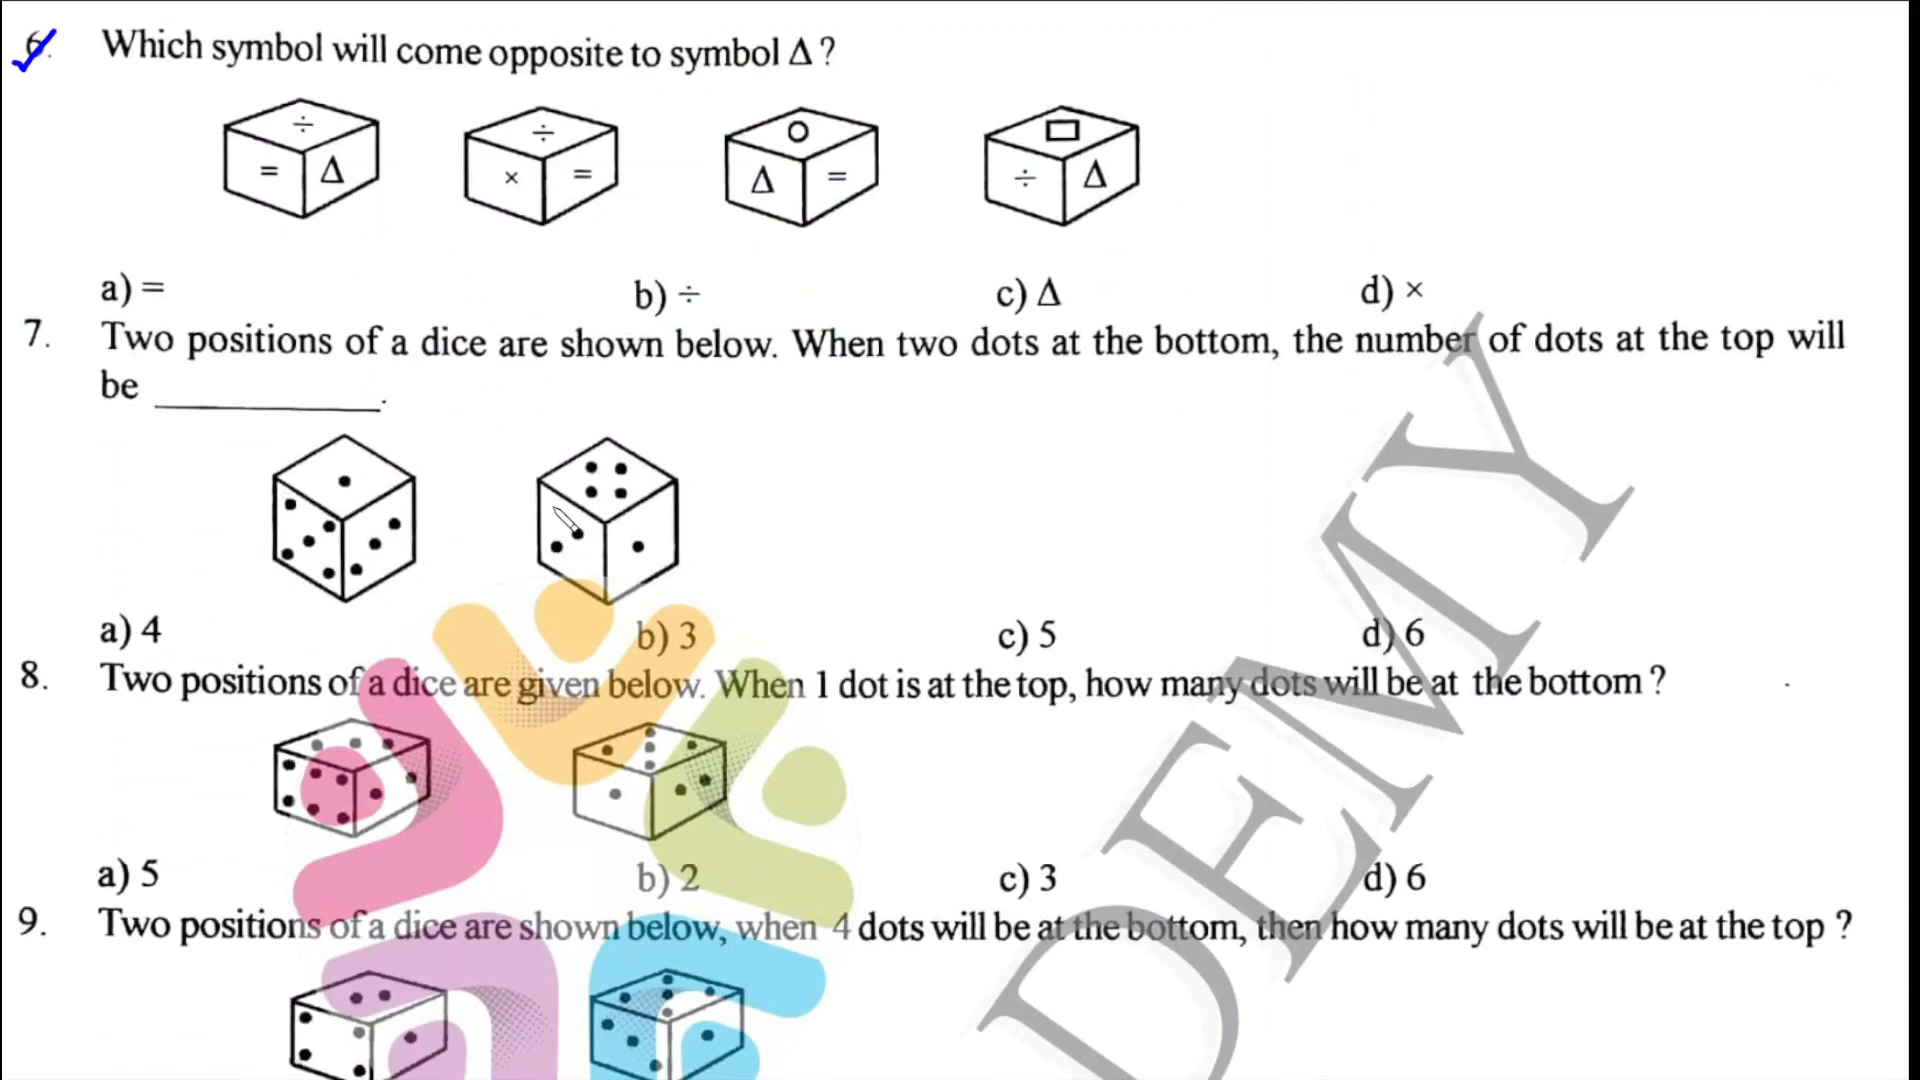 6. Which symbol will come opposite to symbol Δ ?
÷ ÷ ○ □
= Δ × = Δ = ÷ Δ
a) = b) ÷ c) Δ d) ×
7. Two positions of a dice are shown below. When two dots at the bottom, the number of dots at the top will
be ____________.
a) 4 b) 3 c) 5 d) 6
8. Two positions of a dice are given below. When 1 dot is at the top, how many dots will be at the bottom ?
a) 5 b) 2 c) 3 d) 6
9. Two positions of a dice are shown below, when 4 dots will be at the bottom, then how many dots will be at the top ?
DEMY